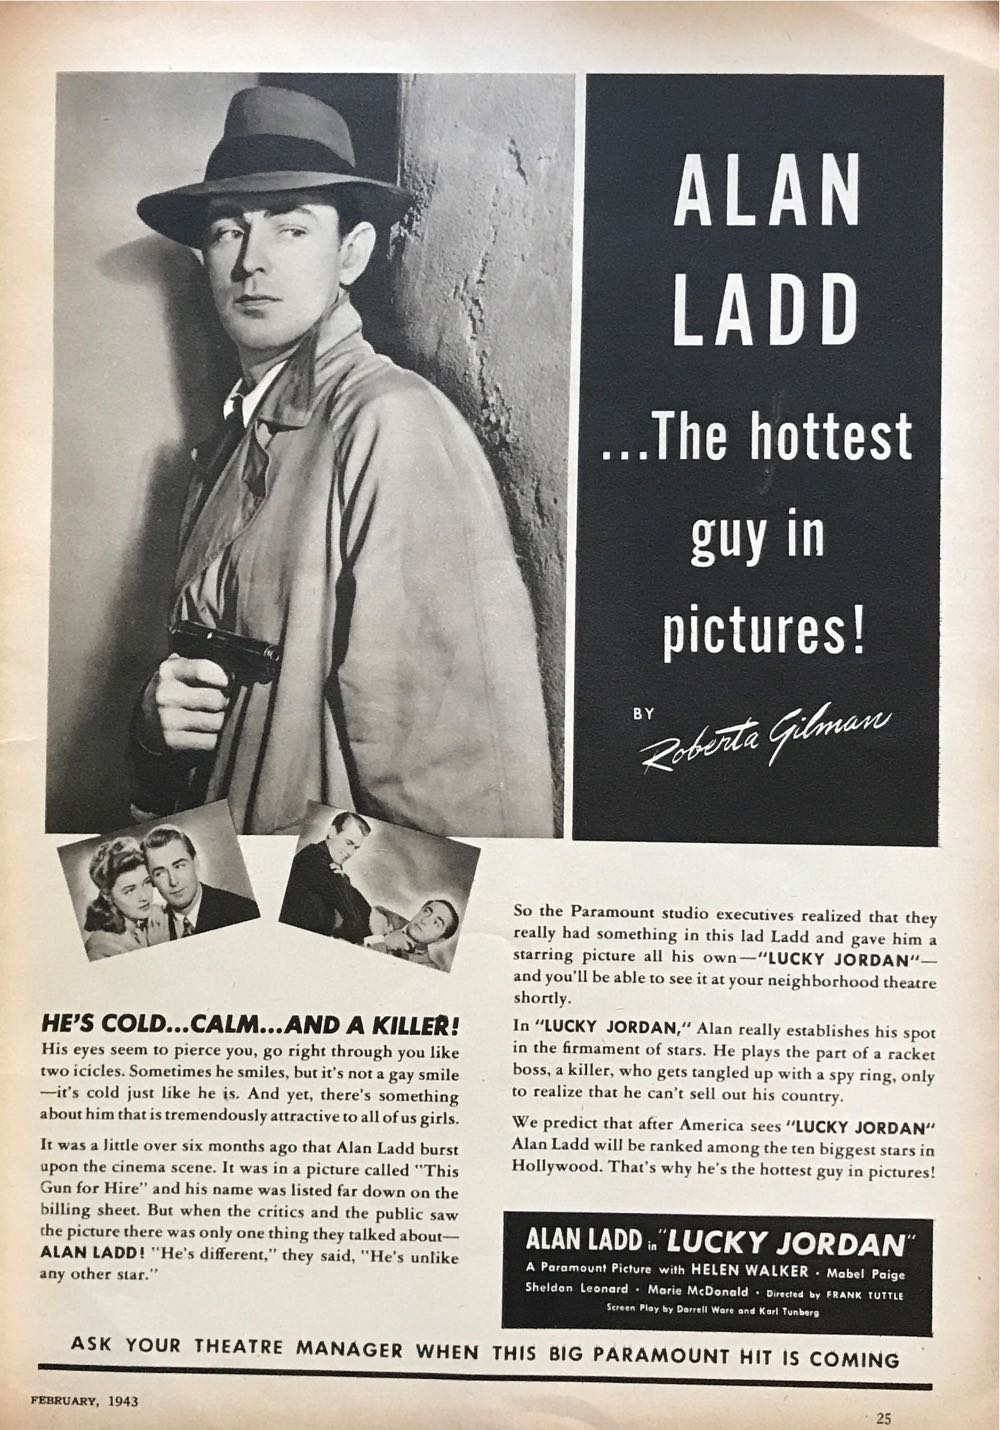 ALAN
LADD
...The hottest
guy in
pictures!
BY
Roberta Gilman
HE'S COLD...CALM...AND A KILLER!
His eyes seem to pierce you, go right through you like
two icicles. Sometimes he smiles, but it's not a gay smile
—it's cold just like he is. And yet, there's something
about him that is tremendously attractive to all of us girls.
It was a little over six months ago that Alan Ladd burst
upon the cinema scene. It was in a picture called "This
Gun for Hire" and his name was listed far down on the
billing sheet. But when the critics and the public saw
the picture there was only one thing they talked about—
ALAN LADD! "He's different," they said, "He's unlike
any other star."
So the Paramount studio executives realized that they
really had something in this lad Ladd and gave him a
starring picture all his own—"LUCKY JORDAN"—
and you'll be able to see it at your neighborhood theatre
shortly.
In "LUCKY JORDAN," Alan really establishes his spot
in the firmament of stars. He plays the part of a racket
boss, a killer, who gets tangled up with a spy ring, only
to realize that he can't sell out his country.
We predict that after America sees "LUCKY JORDAN"
Alan Ladd will be ranked among the ten biggest stars in
Hollywood. That's why he's the hottest guy in pictures!
ALAN LADD in "LUCKY JORDAN"
A Paramount Picture with HELEN WALKER · Mabel Paige
Sheldon Leonard · Marie McDonald · Directed by FRANK TUTTLE
Screen Play by Darrell Ware and Karl Tunberg
ASK YOUR THEATRE MANAGER WHEN THIS BIG PARAMOUNT HIT IS COMING
FEBRUARY, 1943
25